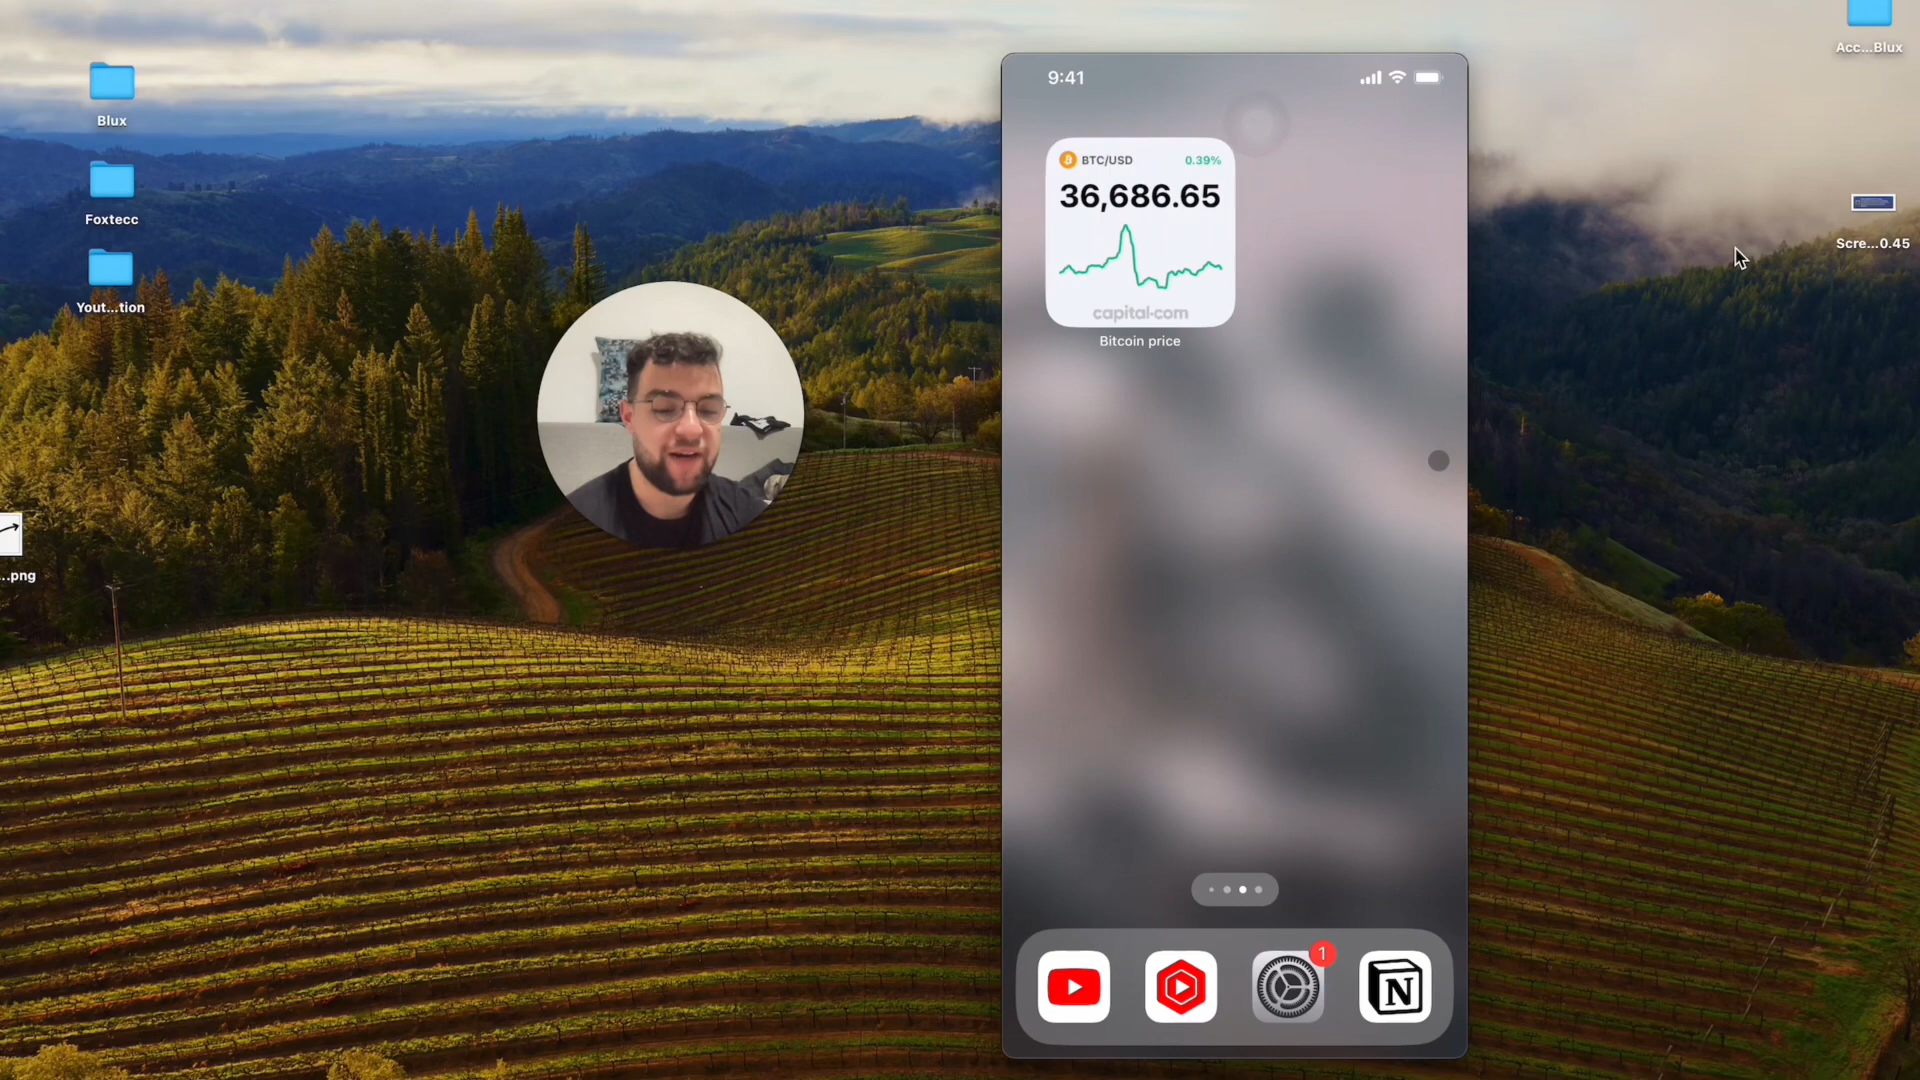 Blux
Foxtecc
Yout...tion
...png
9:41
BTC/USD 0.39%
36,686.65
capital.com
Bitcoin price
1
N
Acc...Blux
Scre...0.45